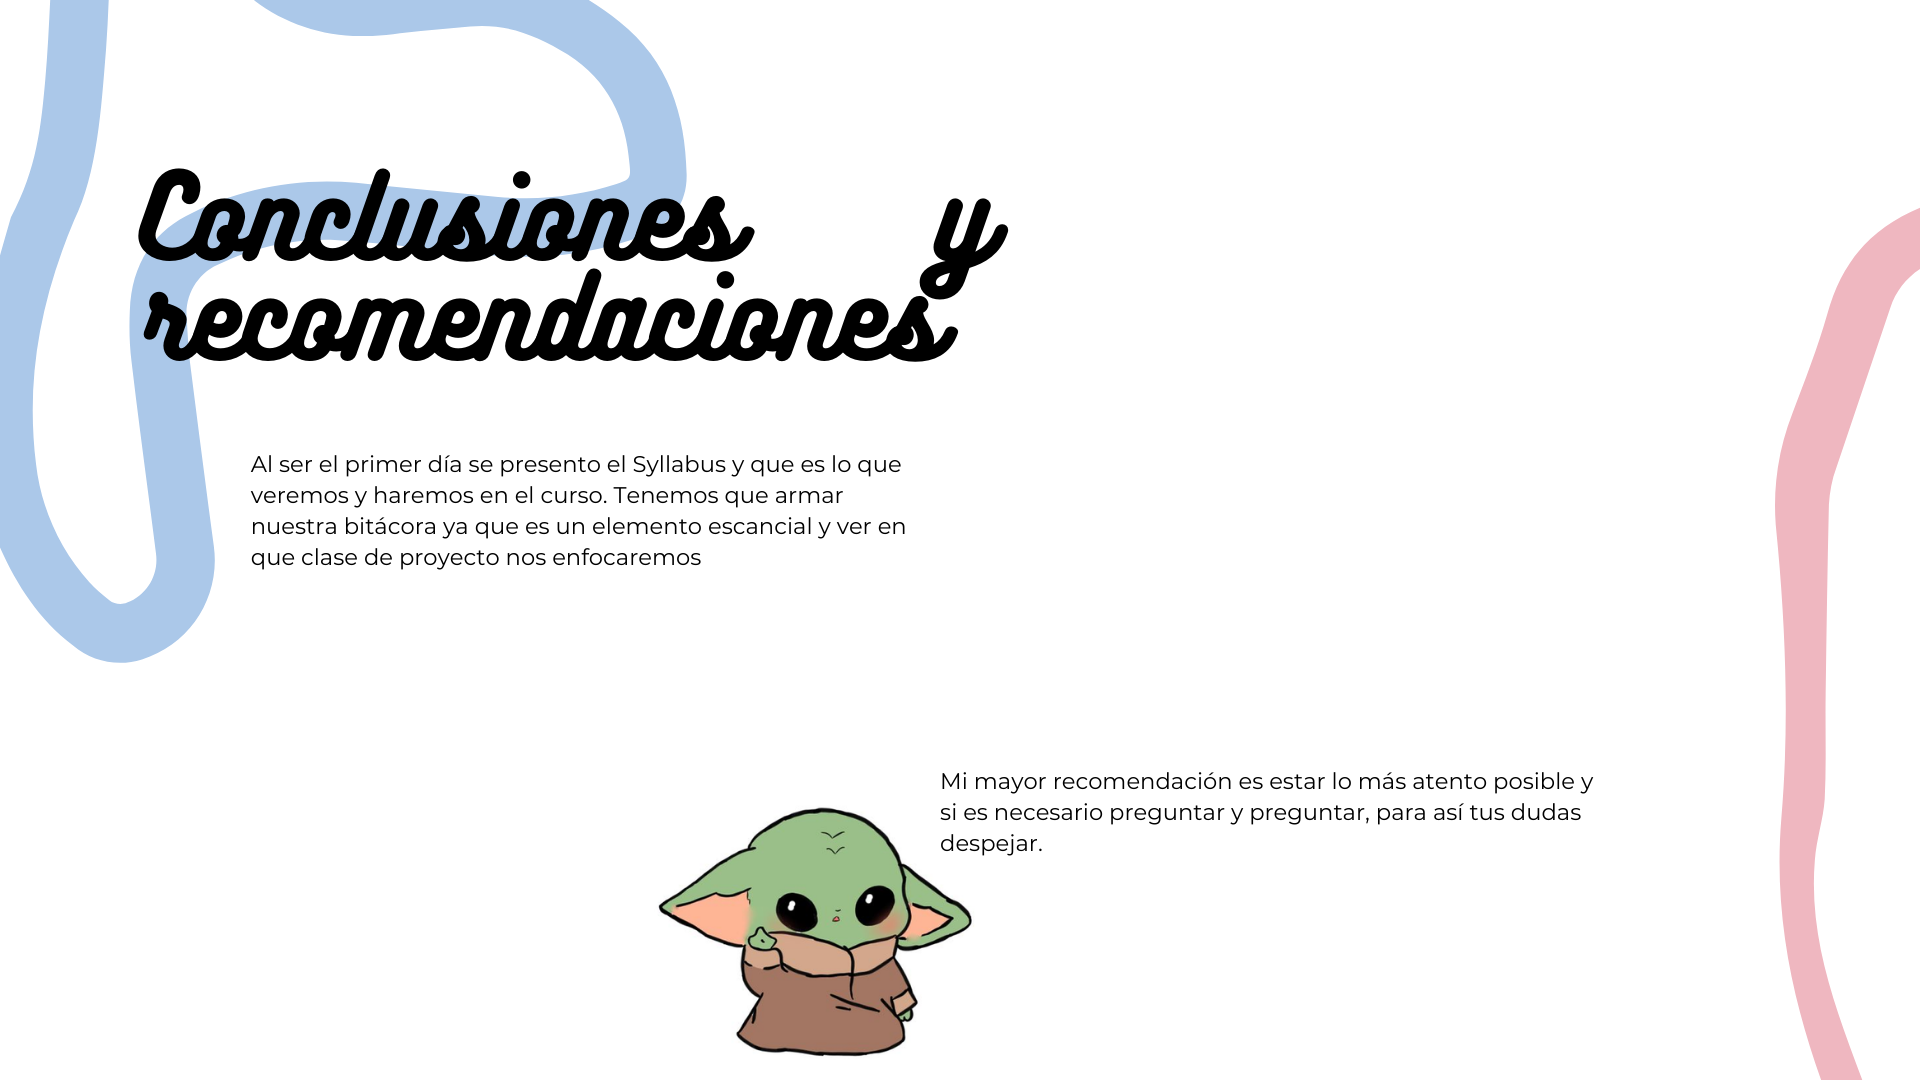 Conclusiones y
recomendaciones
Al ser el primer día se presento el Syllabus y que es lo que
veremos y haremos en el curso. Tenemos que armar
nuestra bitácora ya que es un elemento escancial y ver en
que clase de proyecto nos enfocaremos
Mi mayor recomendación es estar lo más atento posible y
si es necesario preguntar y preguntar, para así tus dudas
despejar.